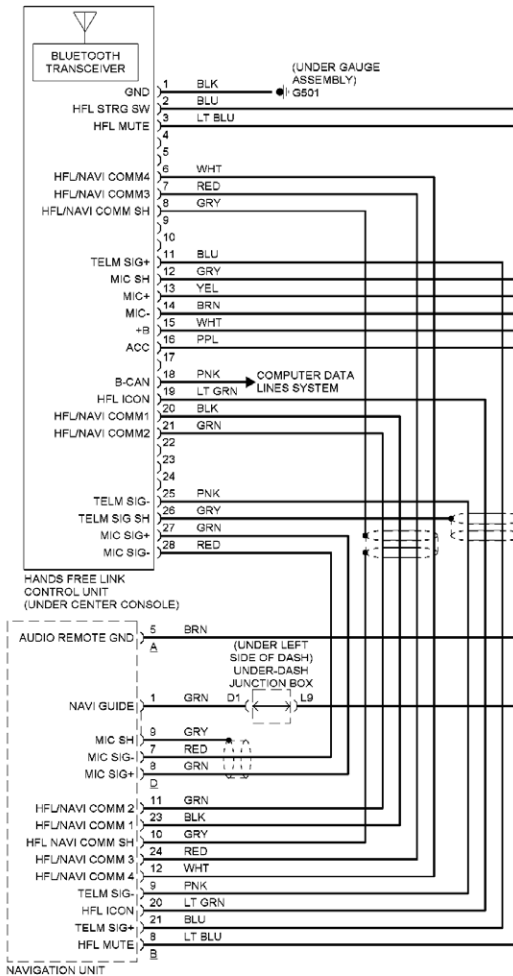 BLUETOOTH
TRANSCEIVER
(UNDER GAUGE
ASSEMBLY)
G501
GND 1 BLK
HFL STRG SW 2 BLU
HFL MUTE 3 LT BLU
4
5
HFL/NAVI COMM4 6 WHT
HFL/NAVI COMM3 7 RED
HFL/NAVI COMM SH 8 GRY
9
10
TELM SIG+ 11 BLU
MIC SH 12 GRY
MIC+ 13 YEL
MIC- 14 BRN
+B 15 WHT
ACC 16 PPL
17
B-CAN 18 PNK COMPUTER DATA
LINES SYSTEM
HFL ICON 19 LT GRN
HFL/NAVI COMM1 20 BLK
HFL/NAVI COMM2 21 GRN
22
23
24
TELM SIG- 25 PNK
TELM SIG SH 26 GRY
MIC SIG+ 27 GRN
MIC SIG- 28 RED
HANDS FREE LINK
CONTROL UNIT
(UNDER CENTER CONSOLE)
AUDIO REMOTE GND 5 BRN
A
(UNDER LEFT
SIDE OF DASH)
UNDER-DASH
JUNCTION BOX
NAVI GUIDE 1 GRN D1 L9
MIC SH 9 GRY
MIC SIG- 7 RED
MIC SIG+ 8 GRN
D
HFL/NAVI COMM 2 11 GRN
HFL/NAVI COMM 1 23 BLK
HFL NAVI COMM SH 10 GRY
HFL/NAVI COMM 3 24 RED
HFL/NAVI COMM 4 12 WHT
TELM SIG- 9 PNK
HFL ICON 20 LT GRN
TELM SIG+ 21 BLU
HFL MUTE 8 LT BLU
B
NAVIGATION UNIT